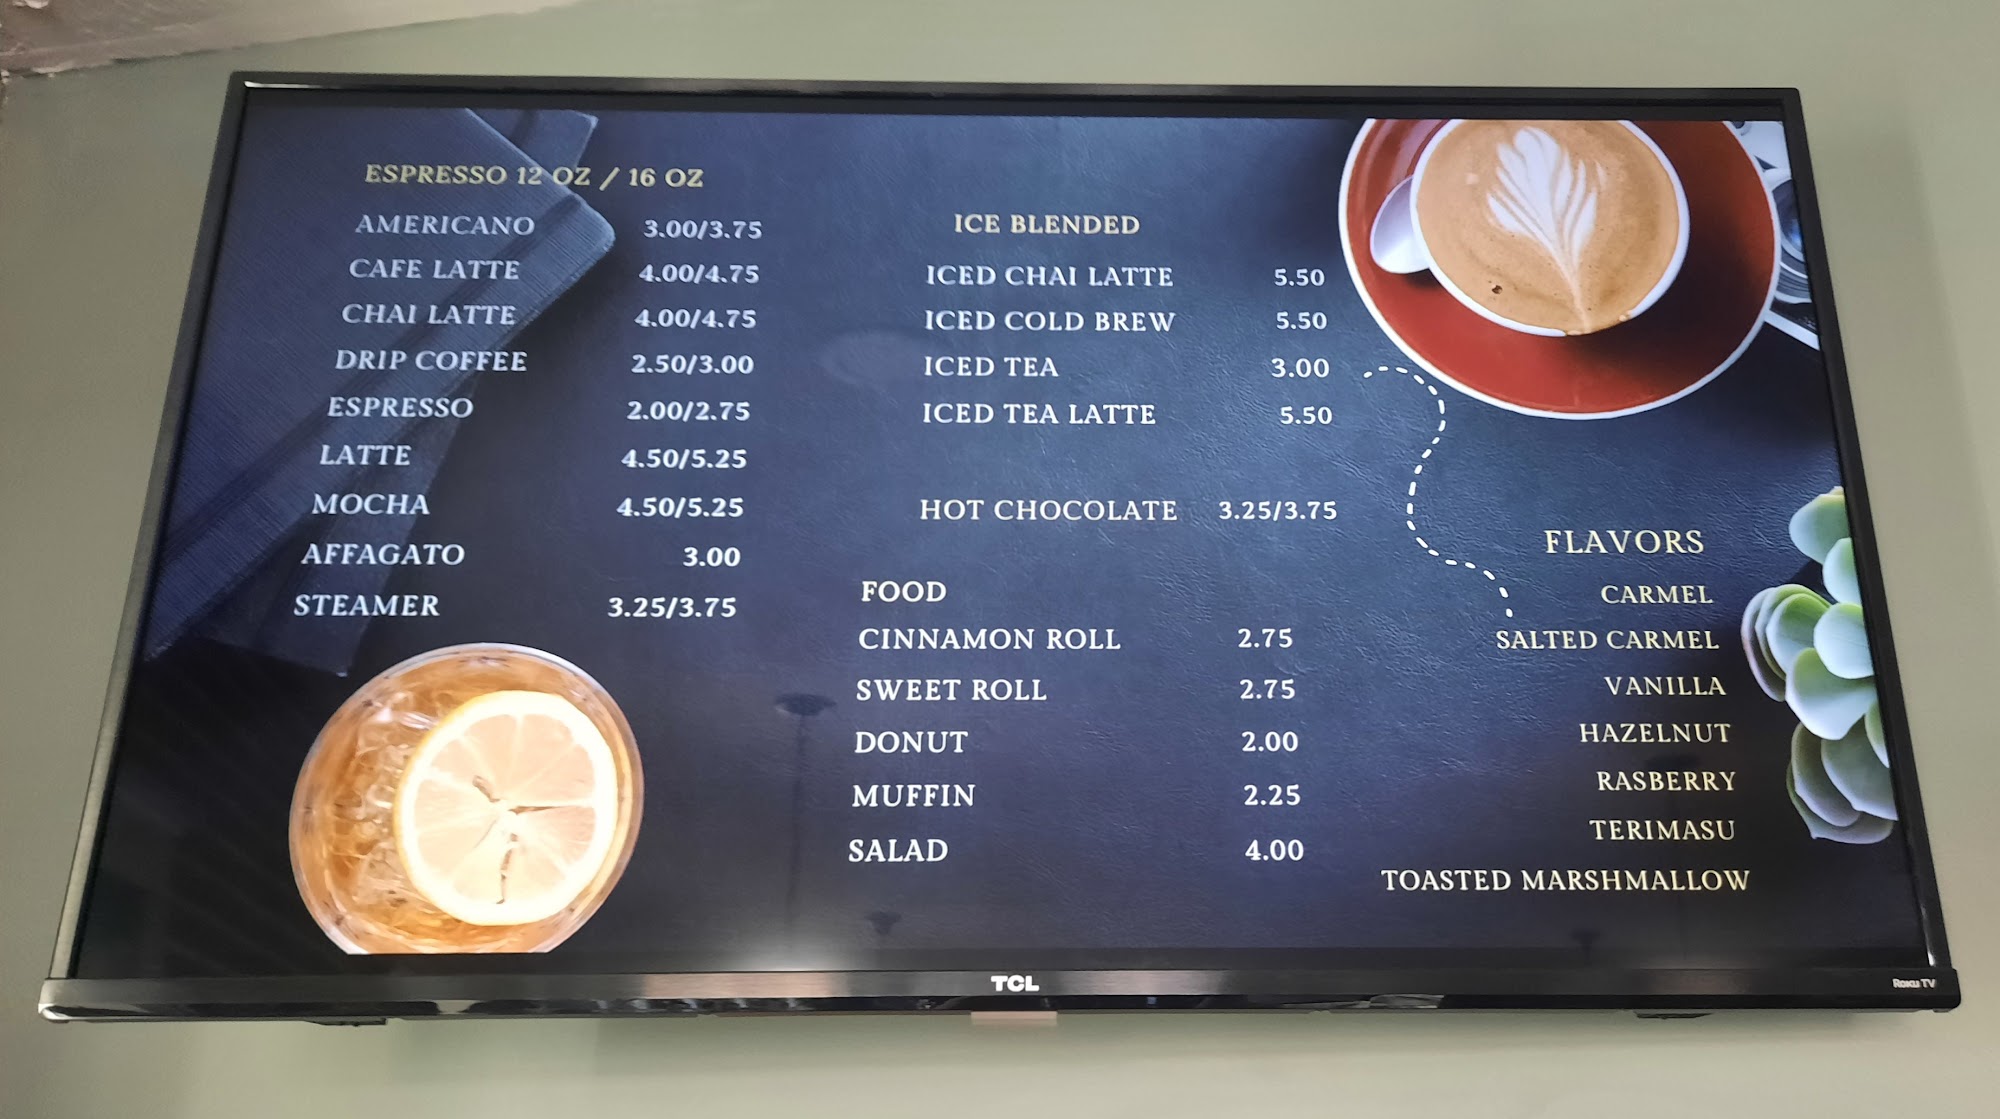 ESPRESSO 12 OZ / 16 OZ
AMERICANO 3.00/3.75
CAFE LATTE 4.00/4.75
CHAI LATTE 4.00/4.75
DRIP COFFEE 2.50/3.00
ESPRESSO 2.00/2.75
LATTE 4.50/5.25
MOCHA 4.50/5.25
AFFAGATO 3.00
STEAMER 3.25/3.75
ICE BLENDED
ICED CHAI LATTE 5.50
ICED COLD BREW 5.50
ICED TEA 3.00
ICED TEA LATTE 5.50
HOT CHOCOLATE 3.25/3.75
FOOD
CINNAMON ROLL 2.75
SWEET ROLL 2.75
DONUT 2.00
MUFFIN 2.25
SALAD 4.00
FLAVORS
CARMEL
SALTED CARMEL
VANILLA
HAZELNUT
RASBERRY
TERIMASU
TOASTED MARSHMALLOW
TCL
Roku TV